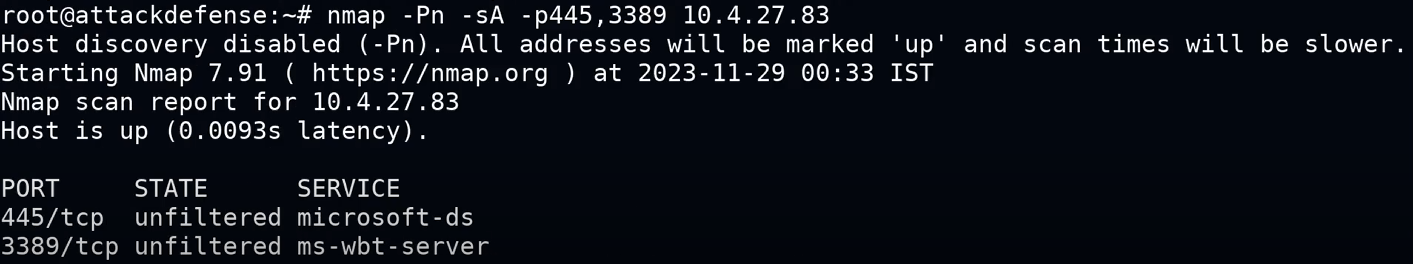 root@attackdefense:~# nmap -Pn -sA -p445,3389 10.4.27.83
Host discovery disabled (-Pn). All addresses will be marked 'up' and scan times will be slower.
Starting Nmap 7.91 ( https://nmap.org ) at 2023-11-29 00:33 IST
Nmap scan report for 10.4.27.83
Host is up (0.0093s latency).

PORT     STATE      SERVICE
445/tcp  unfiltered microsoft-ds
3389/tcp unfiltered ms-wbt-server